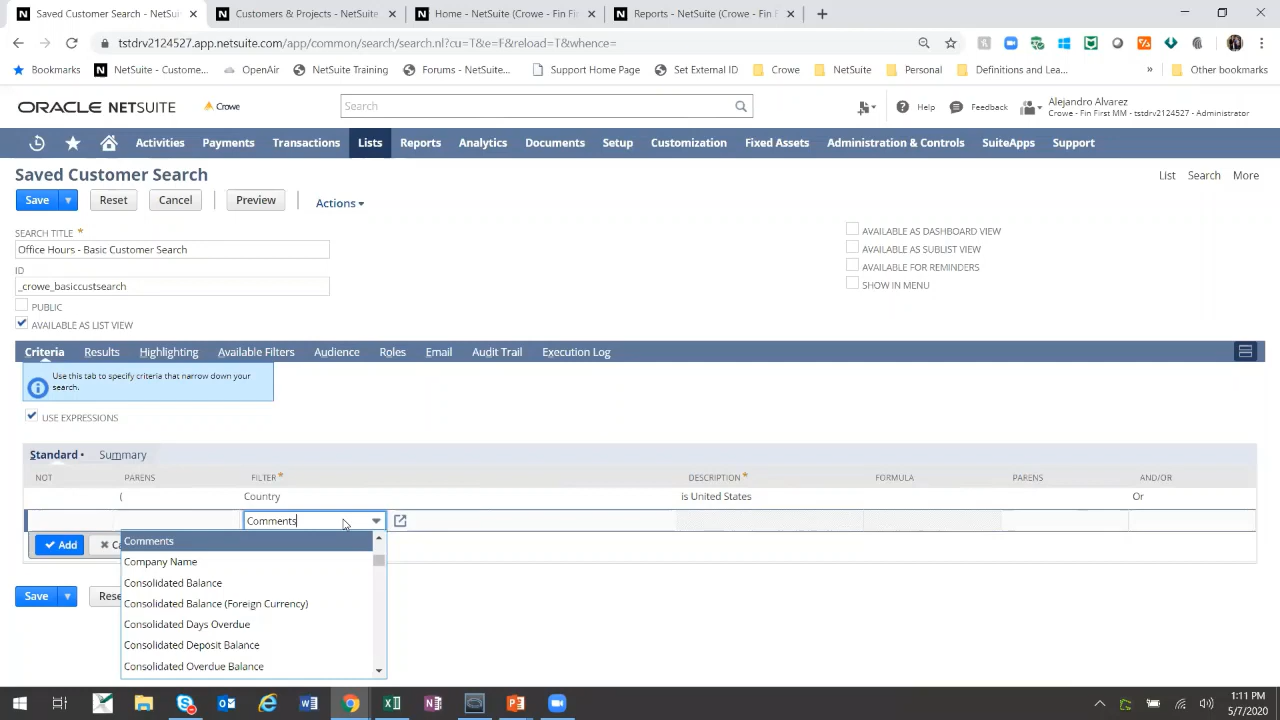 Saved Customer Search - NetSuite
Customers & Projects - NetSuite
Home - NetSuite (Crowe - Fin Fi
Reports - NetSuite (Crowe - Fin F
tstdrv2124527.app.netsuite.com/app/common/search/search.nl?cu=T&e=F&reload=T&whence=
Bookmarks NetSuite - Custome... OpenAir NetSuite Training Forums - NetSuite... Support Home Page Set External ID Crowe NetSuite Personal Definitions and Lea... » Other bookmarks
ORACLE NETSUITE Crowe Search Help Feedback Alejandro Alvarez
Crowe - Fin First MM - tstdrv2124527 - Administrator
Activities Payments Transactions Lists Reports Analytics Documents Setup Customization Fixed Assets Administration & Controls SuiteApps Support
Saved Customer Search List Search More
Save Reset Cancel Preview Actions
SEARCH TITLE *
Office Hours - Basic Customer Search
ID
_crowe_basiccustsearch
PUBLIC
AVAILABLE AS LIST VIEW
AVAILABLE AS DASHBOARD VIEW
AVAILABLE AS SUBLIST VIEW
AVAILABLE FOR REMINDERS
SHOW IN MENU
Criteria Results Highlighting Available Filters Audience Roles Email Audit Trail Execution Log
Use this tab to specify criteria that narrow down your
search.
USE EXPRESSIONS
Standard • Summary
NOT PARENS FILTER * DESCRIPTION * FORMULA PARENS AND/OR
( Country is United States Or
Comments
Add C
Comments
Company Name
Consolidated Balance
Consolidated Balance (Foreign Currency)
Consolidated Days Overdue
Consolidated Deposit Balance
Consolidated Overdue Balance
Save Rese
1:11 PM
5/7/2020